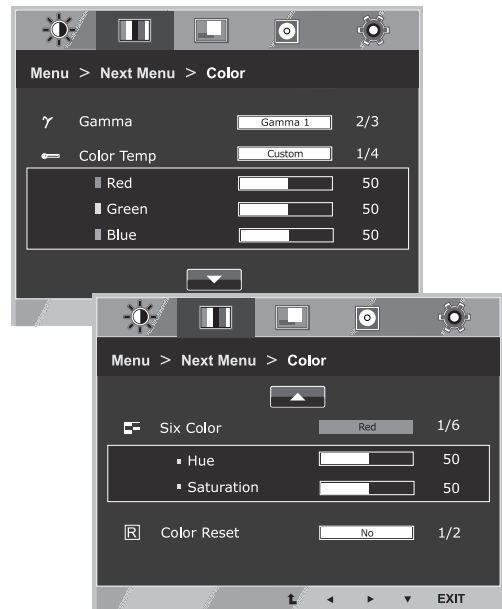 Menu > Next Menu > Color
Gamma Gamma 1 2/3
Color Temp Custom 1/4
Red 50
Green 50
Blue 50
Menu > Next Menu > Color
Six Color Red 1/6
Hue 50
Saturation 50
R Color Reset No 1/2
EXIT